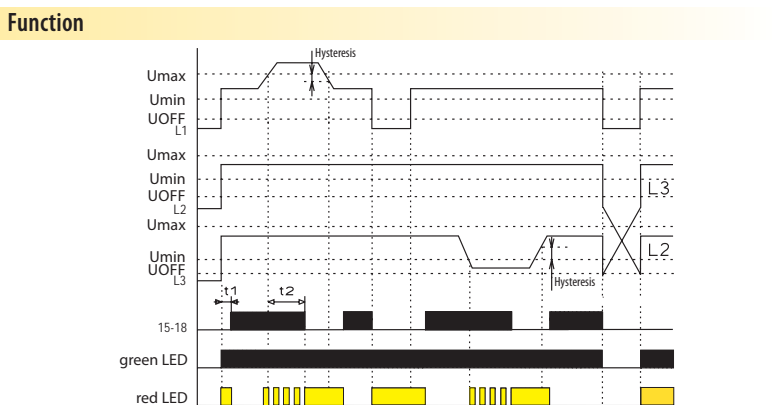 Function
Hysteresis
Umax
Umin
UOFF
L1
Umax
Umin
UOFF
L2
L3
Umax
L2
Umin
UOFF
L3
Hysteresis
t1
t2
15-18
green LED
red LED